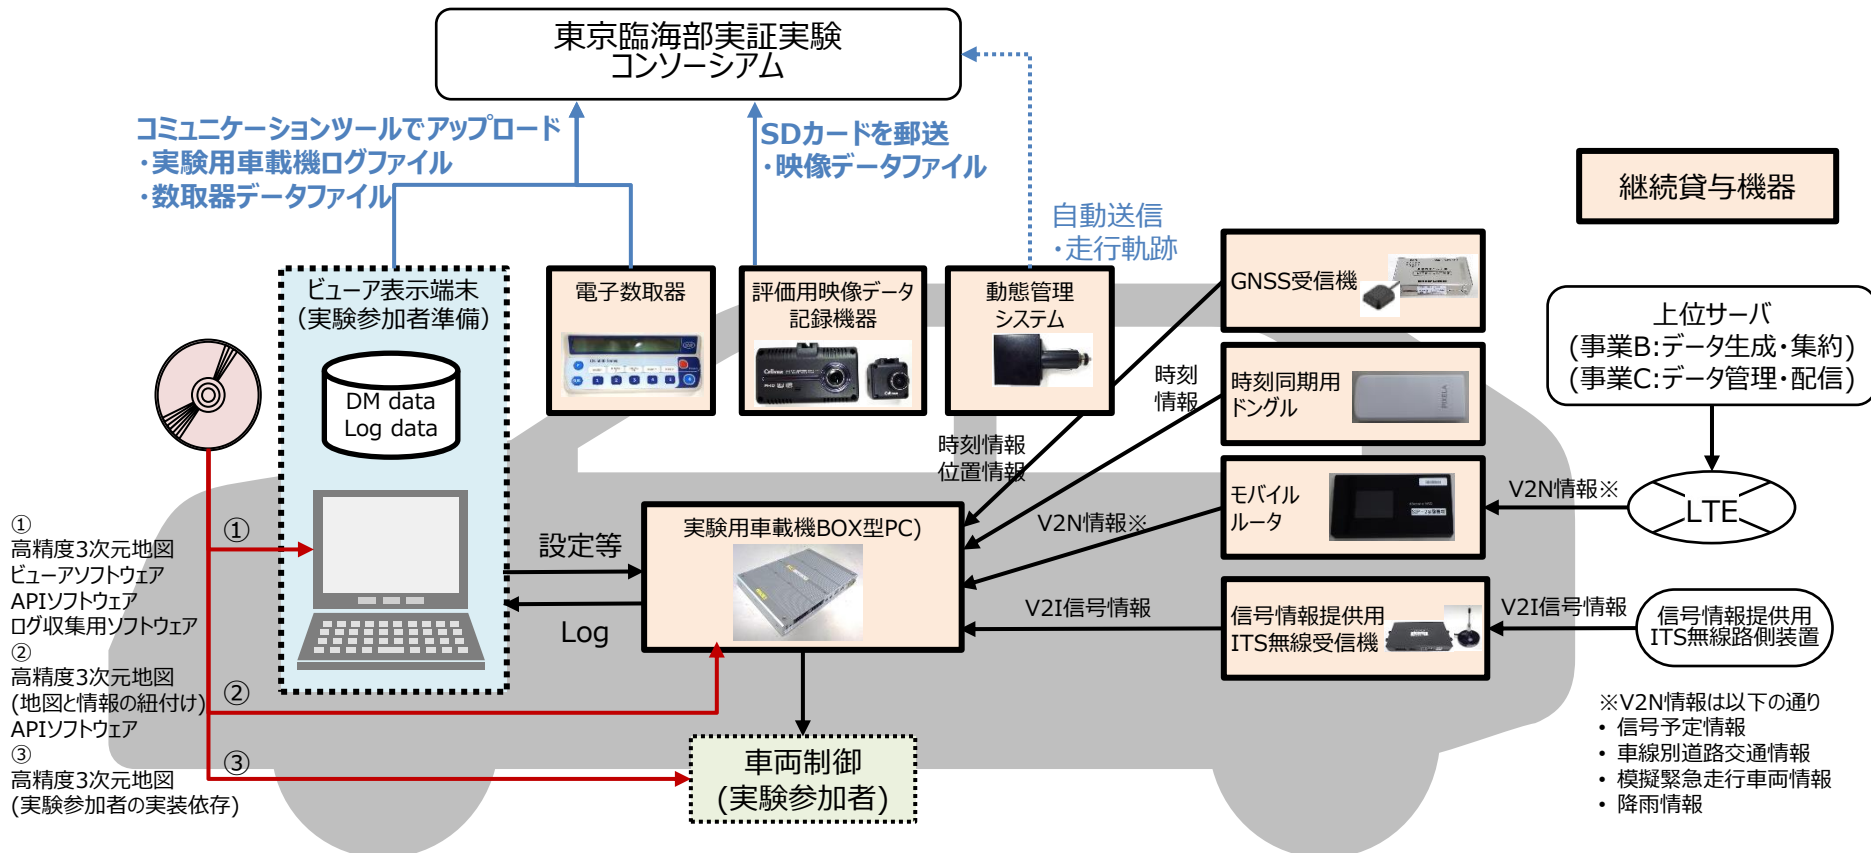 東京臨海部実証実験
コンソーシアム
コミュニケーションツールでアップロード
・実験用車載機ログファイル
・数取器データファイル
SDカードを郵送
・映像データファイル
自動送信
・走行軌跡
継続貸与機器
ビューア表示端末
(実験参加者準備)
DM data
Log data
電子数取器
評価用映像データ
記録機器
動態管理
システム
GNSS受信機
時刻同期用
ドングル
PIXELA
モバイル
ルータ
信号情報提供用
ITS無線受信機
上位サーバ
(事業B:データ生成・集約)
(事業C:データ管理・配信)
LTE
V2N情報※
V2I信号情報
信号情報提供用
ITS無線路側装置
時刻
情報
時刻情報
位置情報
V2N情報※
V2I信号情報
実験用車載機BOX型PC)
設定等
Log
車両制御
(実験参加者)
①
②
③
①
高精度3次元地図
ビューアソフトウェア
APIソフトウェア
ログ収集用ソフトウェア
②
高精度3次元地図
(地図と情報の紐付け)
APIソフトウェア
③
高精度3次元地図
(実験参加者の実装依存)
※V2N情報は以下の通り
• 信号予定情報
• 車線別道路交通情報
• 模擬緊急走行車両情報
• 降雨情報